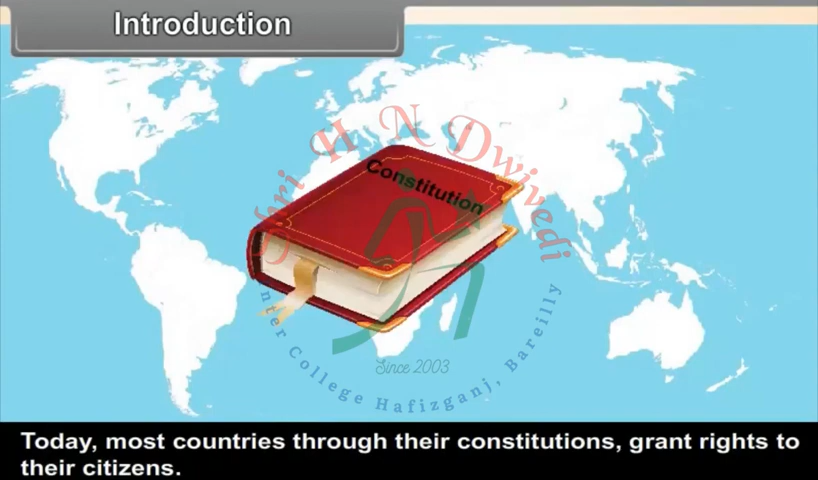 Introduction
Constitution
Shri H N Dwivedi
Inter College Hafizganj, Bareilly
Since 2003
Today, most countries through their constitutions, grant rights to
their citizens.